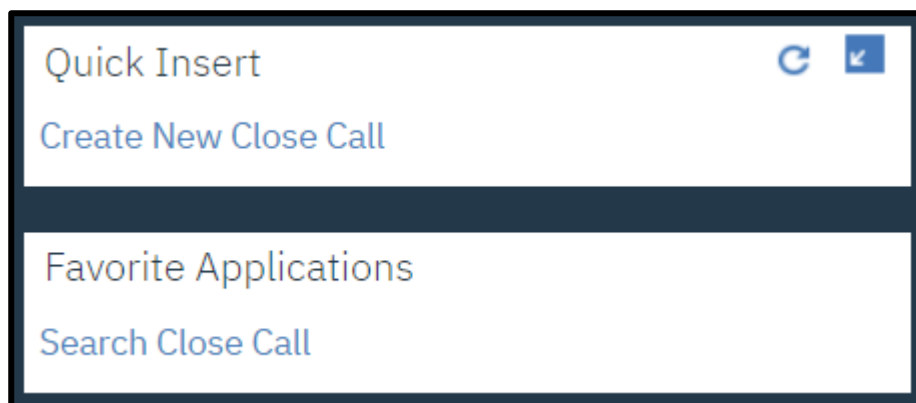 Quick Insert
Create New Close Call
Favorite Applications
Search Close Call